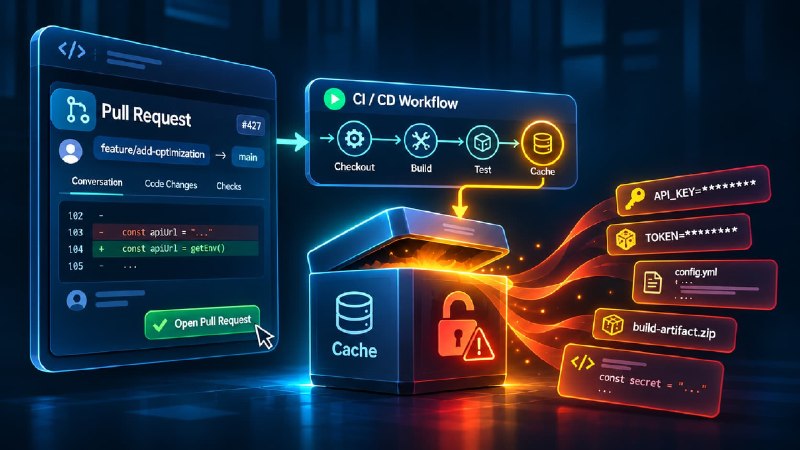 </>
Pull Request
#427
feature/add-optimization → main
Conversation Code Changes Checks
102 -
103 - const apiUrl = "..."
104 + const apiUrl = getEnv()
105 - ...
Open Pull Request
CI / CD Workflow
Checkout Build Test Cache
Cache
API_KEY=********
TOKEN=********
config.yml
build-artifact.zip
</>
const secret = "..."
...